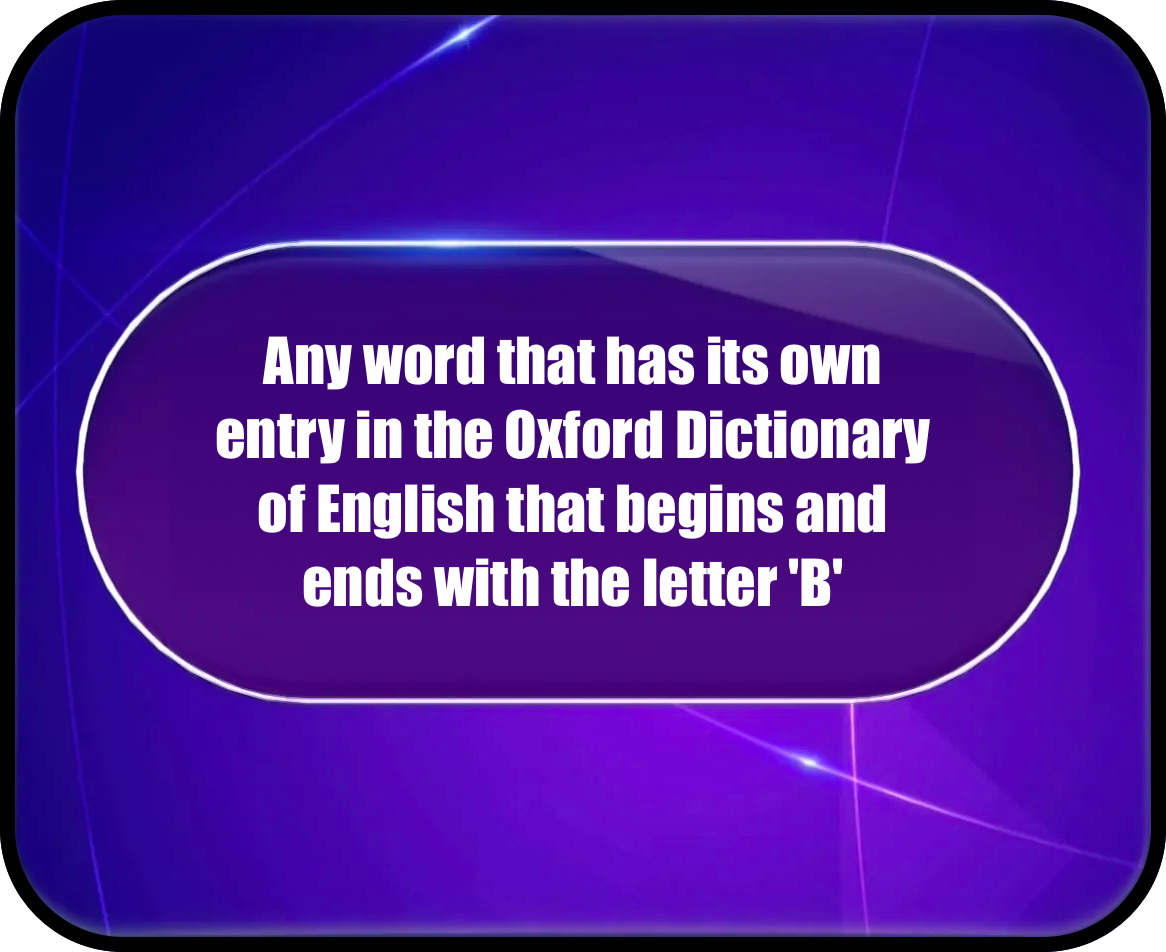 Any word that has its own
entry in the Oxford Dictionary
of English that begins and
ends with the letter 'B'